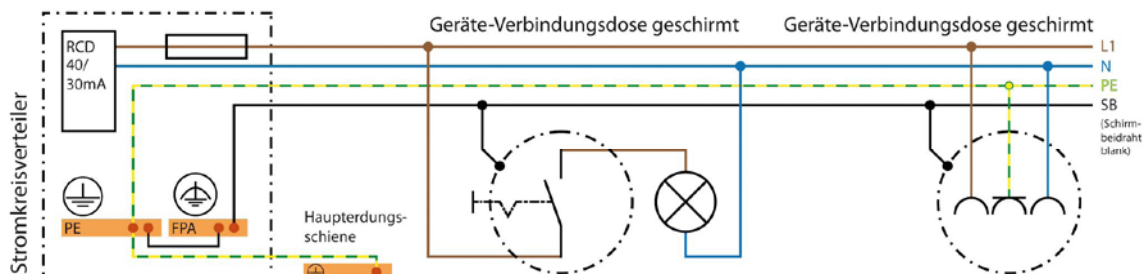 Geräte-Verbindungsdose geschirmt
Geräte-Verbindungsdose geschirmt
RCD
40/
30mA
L1
N
PE
SB
(Schirm-
beidraht
blank)
Stromkreisverteiler
PE
FPA
Haupterdungs-
schiene